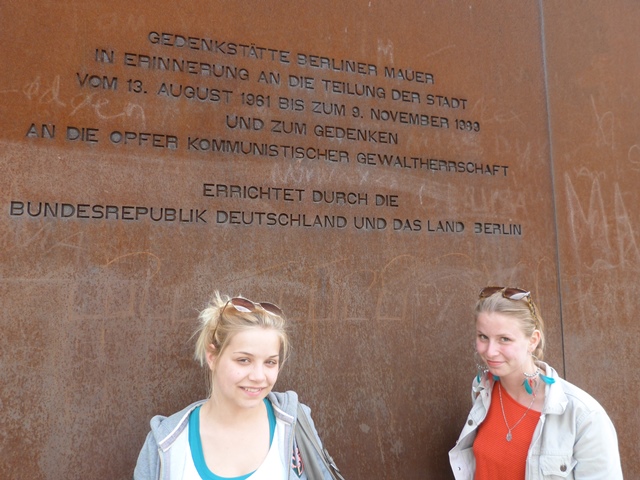 GEDENKSTÄTTE BERLINER MAUER
IN ERINNERUNG AN DIE TEILUNG DER STADT
VOM 13. AUGUST 1961 BIS ZUM 9. NOVEMBER 1989
UND ZUM GEDENKEN
AN DIE OPFER KOMMUNISTISCHER GEWALTHERRSCHAFT
ERRICHTET DURCH DIE
BUNDESREPUBLIK DEUTSCHLAND UND DAS LAND BERLIN